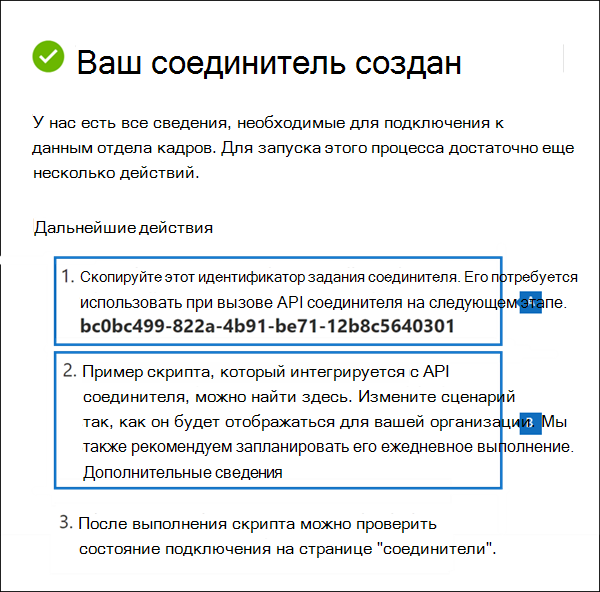 Ваш соединитель создан
У нас есть все сведения, необходимые для подключения к
данным отдела кадров. Для запуска этого процесса достаточно еще
несколько действий.
Дальнейшие действия
1. Скопируйте этот идентификатор задания соединителя. Его потребуется
использовать при вызове API соединителя на следующем этапе.
bc0bc499-822a-4b91-be71-12b8c5640301
2. Пример скрипта, который интегрируется с API
соединителя, можно найти здесь. Измените сценарий
так, как он будет отображаться для вашей организации. Мы
также рекомендуем запланировать его ежедневное выполнение.
Дополнительные сведения
3. После выполнения скрипта можно проверить
состояние подключения на странице "соединители".